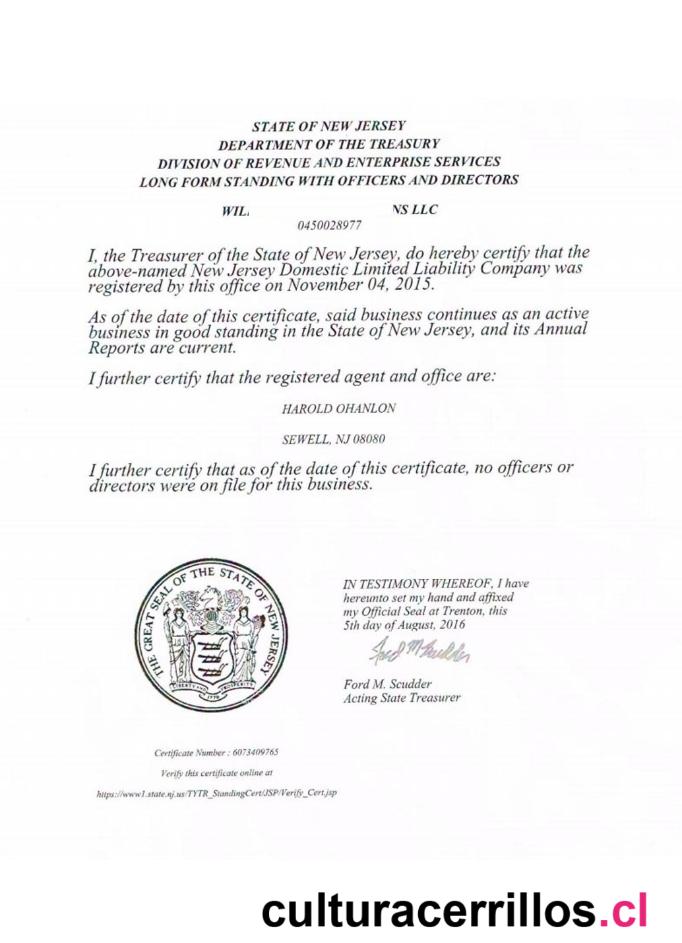 STATE OF NEW JERSEY
DEPARTMENT OF THE TREASURY
DIVISION OF REVENUE AND ENTERPRISE SERVICES
LONG FORM STANDING WITH OFFICERS AND DIRECTORS
WIL. NS LLC
0450028977
I, the Treasurer of the State of New Jersey, do hereby certify that the
above-named New Jersey Domestic Limited Liability Company was
registered by this office on November 04, 2015.
As of the date of this certificate, said business continues as an active
business in good standing in the State of New Jersey, and its Annual
Reports are current.
I further certify that the registered agent and office are:
HAROLD OHANLON
SEWELL, NJ 08080
I further certify that as of the date of this certificate, no officers or
directors were on file for this business.
THE GREAT SEAL OF THE STATE OF NEW JERSEY
LIBERTY AND PROSPERITY
1776
IN TESTIMONY WHEREOF, I have
hereunto set my hand and affixed
my Official Seal at Trenton, this
5th day of August, 2016
Ford M Scudder
Ford M. Scudder
Acting State Treasurer
Certificate Number : 6073409765
Verify this certificate online at
https://www1.state.nj.us/TYTR_StandingCert/JSP/Verify_Cert.jsp
culturacerrillos.cl